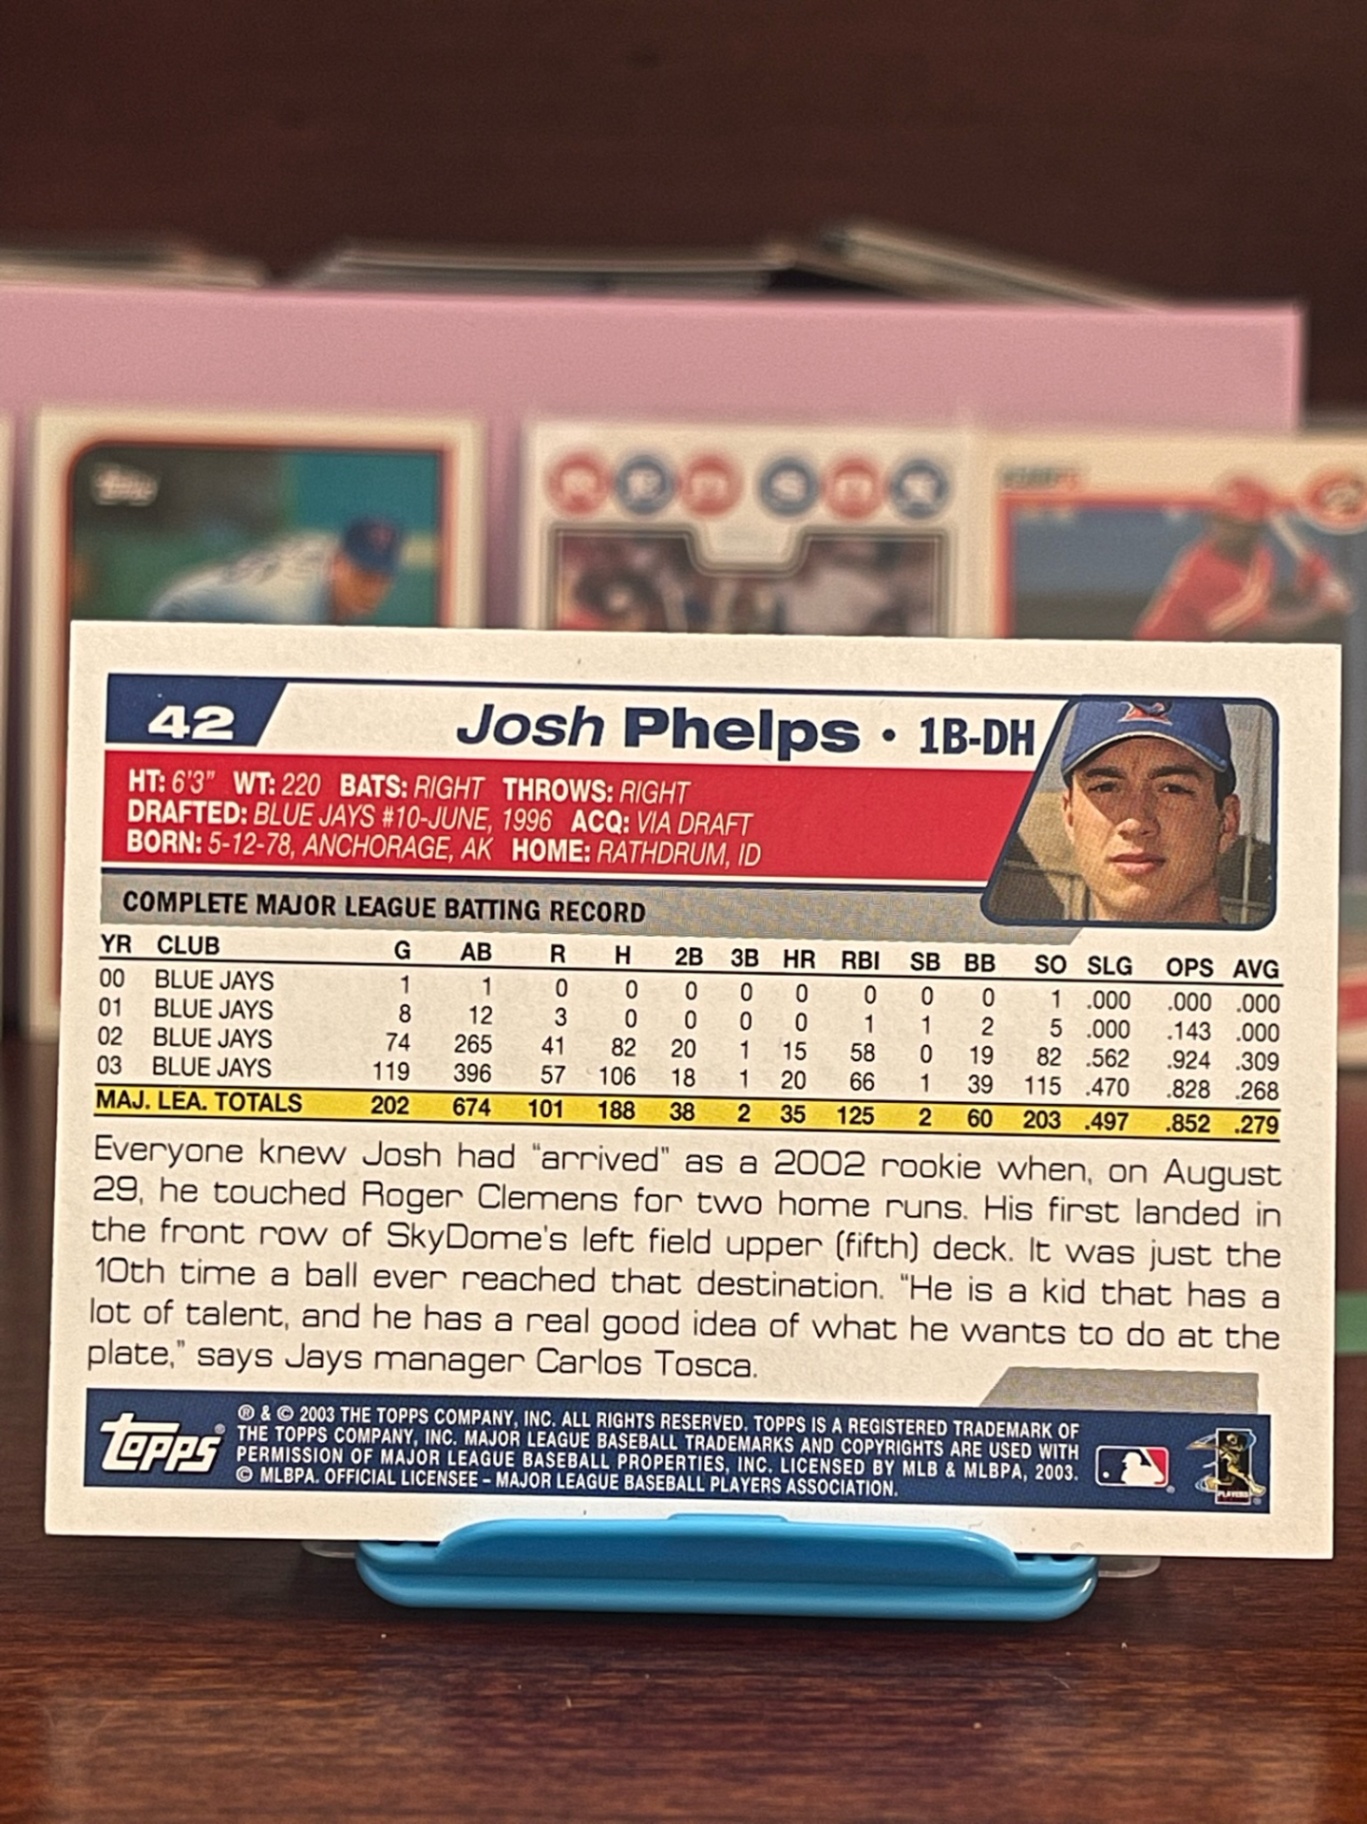 topps
RED SOX
42 Josh Phelps • 1B-DH
HT: 6'3" WT: 220 BATS: RIGHT THROWS: RIGHT
DRAFTED: BLUE JAYS #10-JUNE, 1996 ACQ: VIA DRAFT
BORN: 5-12-78, ANCHORAGE, AK HOME: RATHDRUM, ID
COMPLETE MAJOR LEAGUE BATTING RECORD
YR CLUB G AB R H 2B 3B HR RBI SB BB SO SLG OPS AVG
00 BLUE JAYS 1 1 0 0 0 0 0 0 0 0 1 .000 .000 .000
01 BLUE JAYS 8 12 3 0 0 0 0 1 1 2 5 .000 .143 .000
02 BLUE JAYS 74 265 41 82 20 1 15 58 0 19 82 .562 .924 .309
03 BLUE JAYS 119 396 57 106 18 1 20 66 1 39 115 .470 .828 .268
MAJ. LEA. TOTALS 202 674 101 188 38 2 35 125 2 60 203 .497 .852 .279
Everyone knew Josh had "arrived" as a 2002 rookie when, on August
29, he touched Roger Clemens for two home runs. His first landed in
the front row of SkyDome's left field upper (fifth) deck. It was just the
10th time a ball ever reached that destination. "He is a kid that has a
lot of talent, and he has a real good idea of what he wants to do at the
plate," says Jays manager Carlos Tosca.
topps®
® & © 2003 THE TOPPS COMPANY, INC. ALL RIGHTS RESERVED. TOPPS IS A REGISTERED TRADEMARK OF
THE TOPPS COMPANY, INC. MAJOR LEAGUE BASEBALL TRADEMARKS AND COPYRIGHTS ARE USED WITH
PERMISSION OF MAJOR LEAGUE BASEBALL PROPERTIES, INC. LICENSED BY MLB & MLBPA, 2003.
© MLBPA. OFFICIAL LICENSEE – MAJOR LEAGUE BASEBALL PLAYERS ASSOCIATION.
PLAYERS